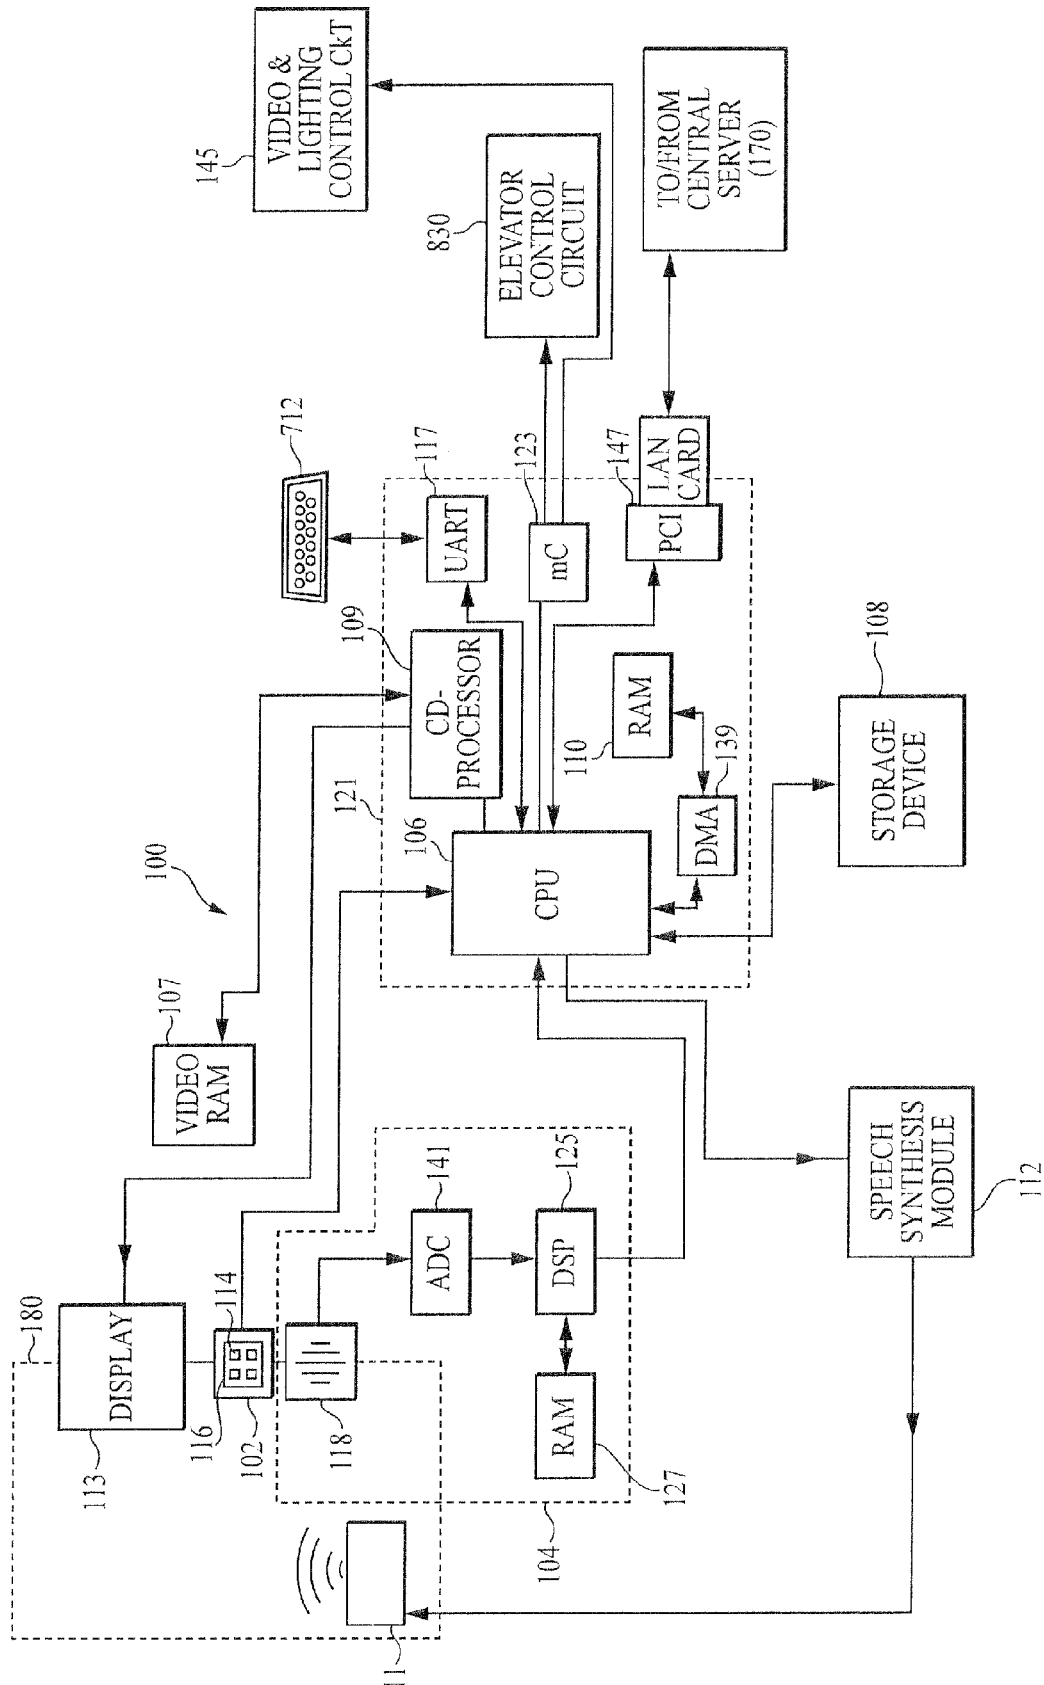 180
DISPLAY
113
114
116
102
118
111
104
ADC
141
DSP
125
RAM
127
VIDEO
RAM
107
100
121
CD-
PROCESSOR
109
CPU
106
UART
117
712
mC
123
PCI
LAN
CARD
147
RAM
110
DMA
139
STORAGE
DEVICE
108
SPEECH
SYNTHESIS
MODULE
112
VIDEO &
LIGHTING
CONTROL CkT
145
ELEVATOR
CONTROL
CIRCUIT
830
TO/FROM
CENTRAL
SERVER
(170)